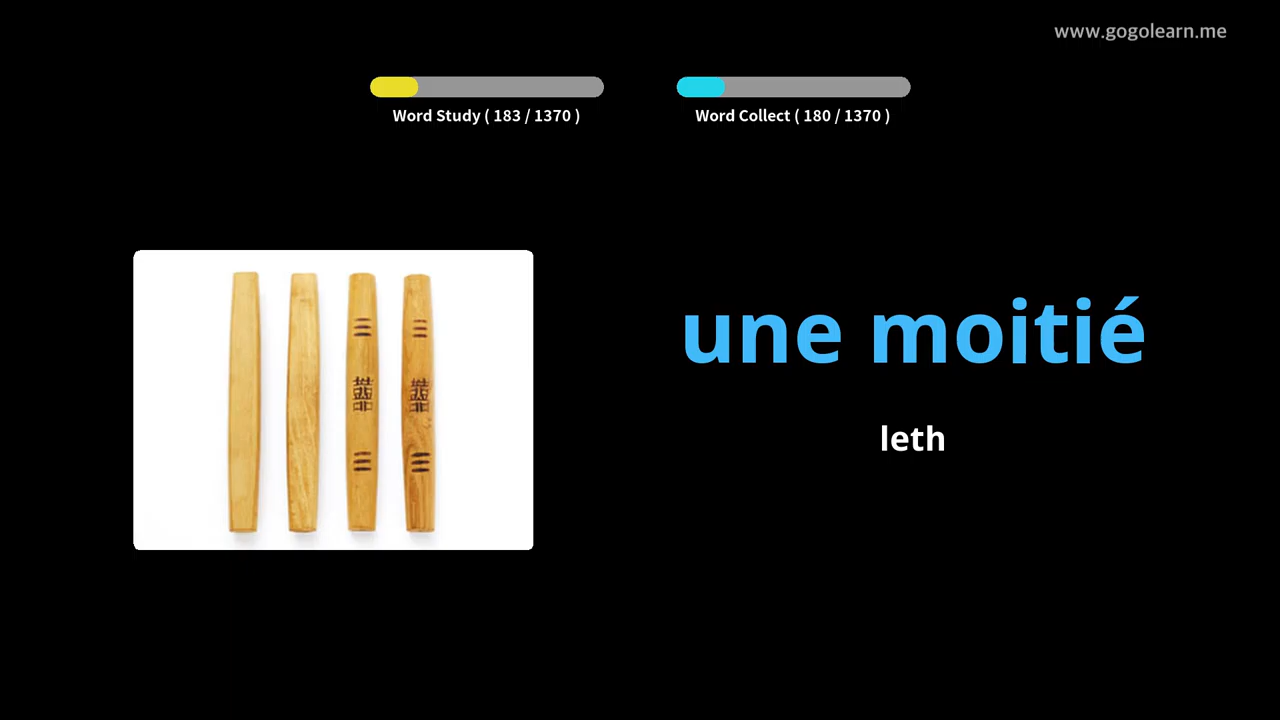 www.gogolearn.me
Word Study ( 183 / 1370 )
Word Collect ( 180 / 1370 )
une moitié
leth